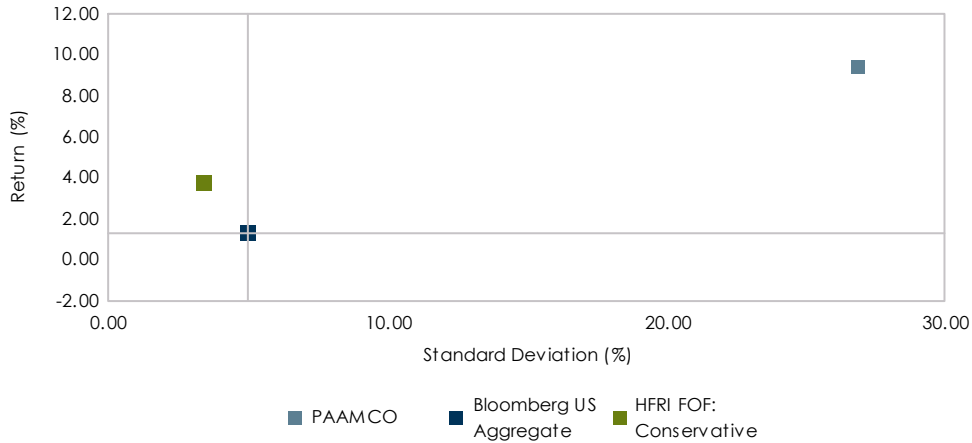 12.00
10.00
8.00
6.00
4.00
2.00
0.00
-2.00
Return (%)
0.00 10.00 20.00 30.00
Standard Deviation (%)
PAAMCO
Bloomberg US
Aggregate
HFRI FOF:
Conservative